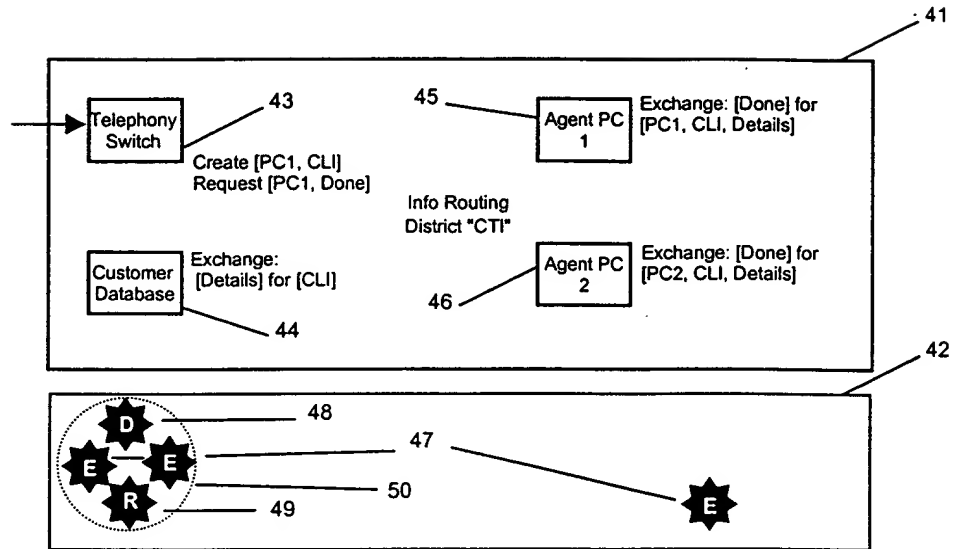 41
Telephony
Switch
43
Create [PC1, CLI]
Request [PC1, Done]
45
Agent PC
1
Exchange: [Done] for
[PC1, CLI, Details]
Info Routing
District "CTI"
Customer
Database
Exchange:
[Details] for [CLI]
44
46
Agent PC
2
Exchange: [Done] for
[PC2, CLI, Details]
42
D
48
E
E
47
50
R
49
E